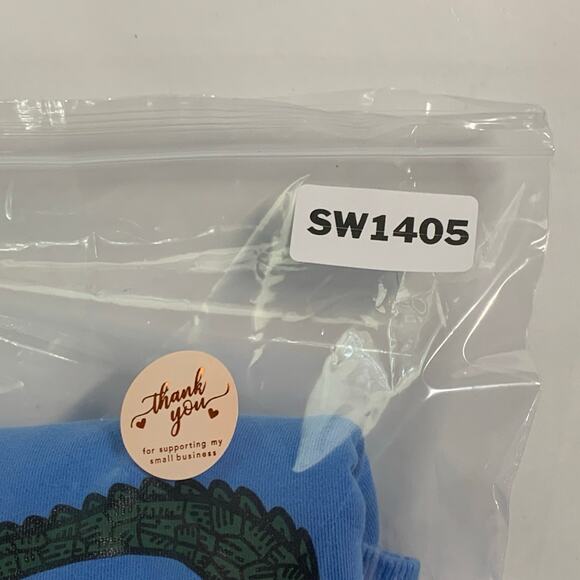 SW1405
thank
you
for supporting my
small business